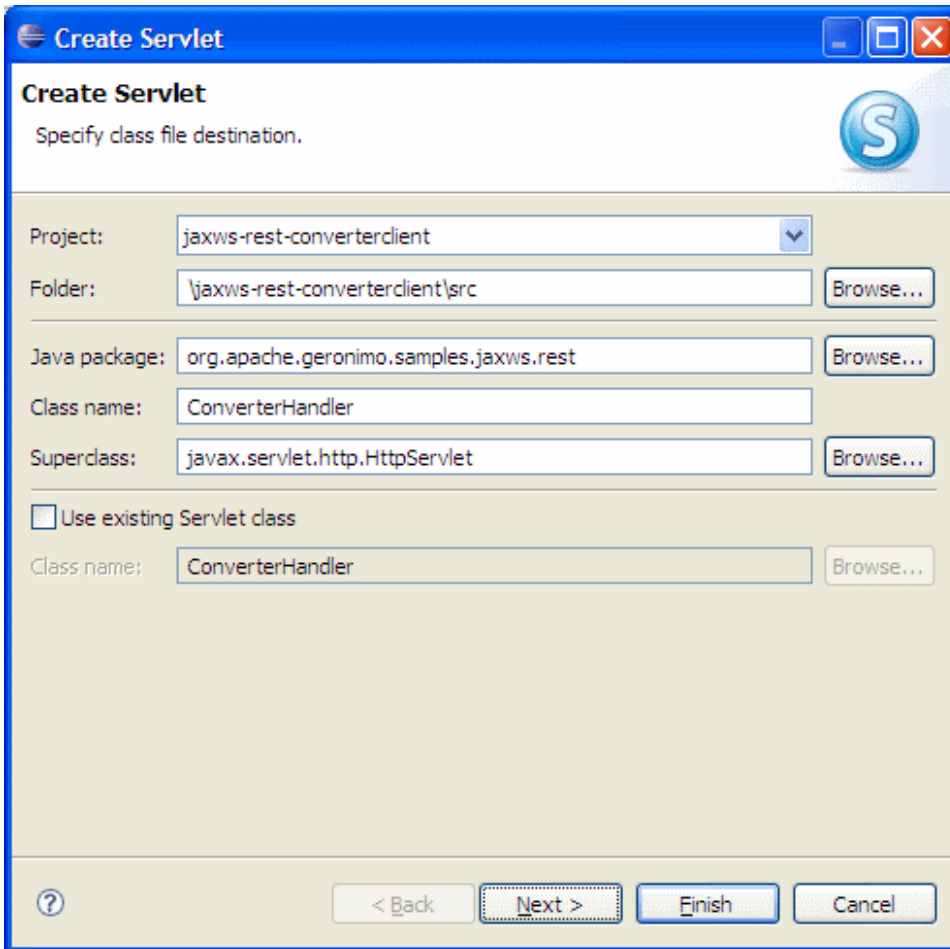 Create Servlet
Create Servlet
Specify class file destination.
S
Project: jaxws-rest-converterclient
Folder: \jaxws-rest-converterclient\src Browse...
Java package: org.apache.geronimo.samples.jaxws.rest Browse...
Class name: ConverterHandler
Superclass: javax.servlet.http.HttpServlet Browse...
Use existing Servlet class
Class name: ConverterHandler Browse...
? < Back Next > Finish Cancel